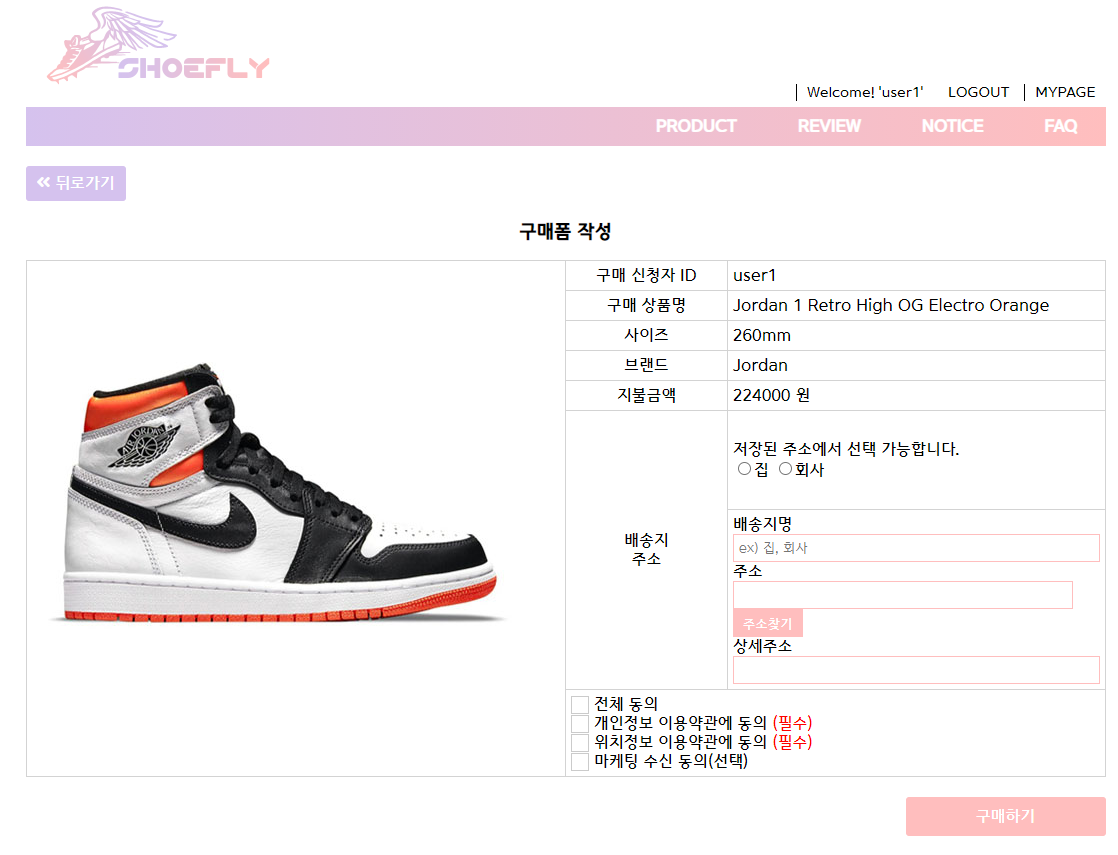 SHOEFLY
Welcome! 'user1' LOGOUT MYPAGE
PRODUCT REVIEW NOTICE FAQ
뒤로가기
구매폼 작성
구매 신청자 ID user1
구매 상품명 Jordan 1 Retro High OG Electro Orange
사이즈 260mm
브랜드 Jordan
지불금액 224000 원
배송지
주소
저장된 주소에서 선택 가능합니다.
집 회사
배송지명
ex) 집, 회사
주소
주소찾기
상세주소
전체 동의
개인정보 이용약관에 동의 (필수)
위치정보 이용약관에 동의 (필수)
마케팅 수신 동의(선택)
AIR JORDAN
구매하기